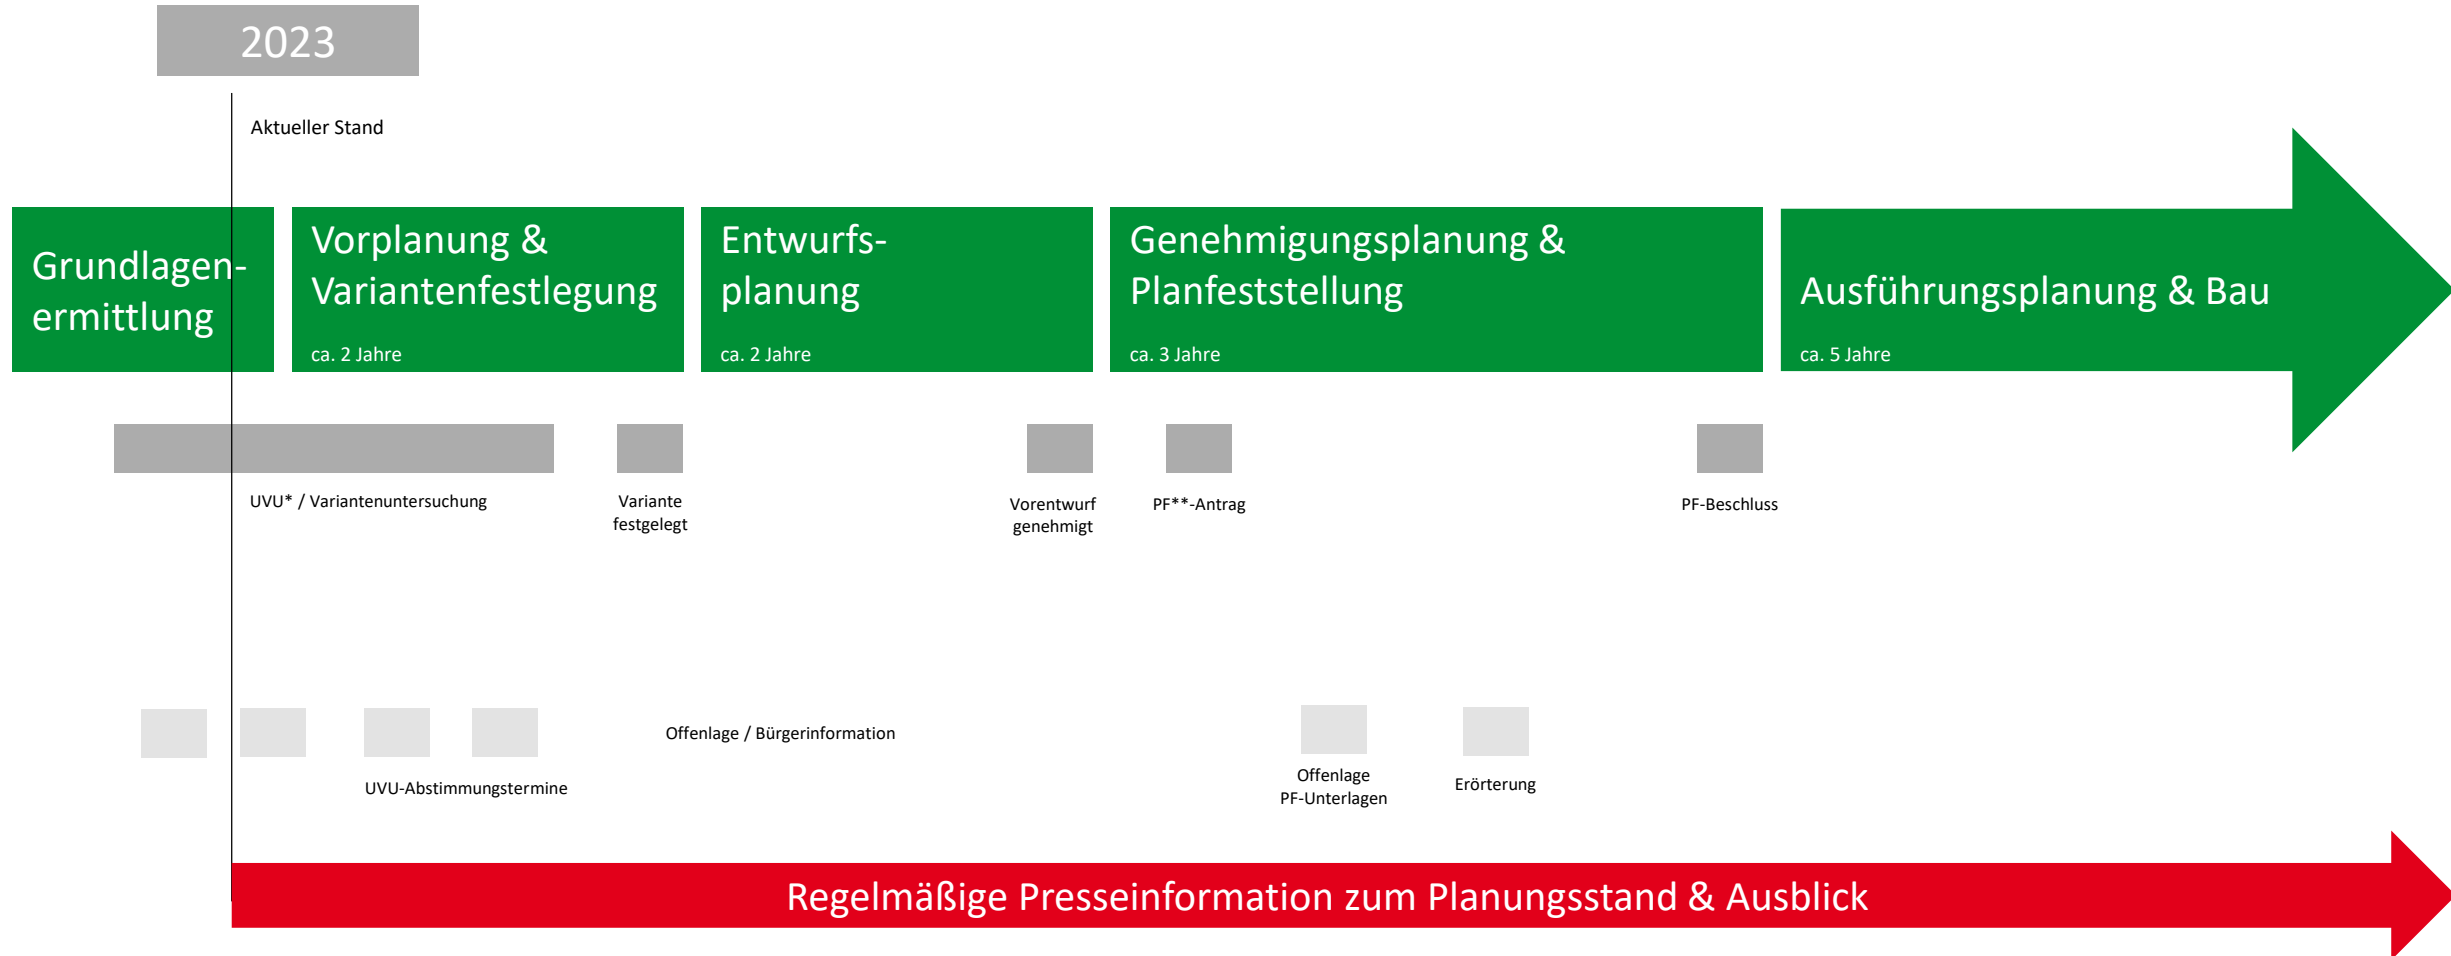 2023
Aktueller Stand
Grundlagen-
ermittlung
Vorplanung &
Variantenfestlegung
ca. 2 Jahre
Entwurfs-
planung
ca. 2 Jahre
Genehmigungsplanung &
Planfeststellung
ca. 3 Jahre
Ausführungsplanung & Bau
ca. 5 Jahre
UVU* / Variantenuntersuchung
Variante
festgelegt
Vorentwurf
genehmigt
PF**-Antrag
PF-Beschluss
UVU-Abstimmungstermine
Offenlage / Bürgerinformation
Offenlage
PF-Unterlagen
Erörterung
Regelmäßige Presseinformation zum Planungsstand & Ausblick